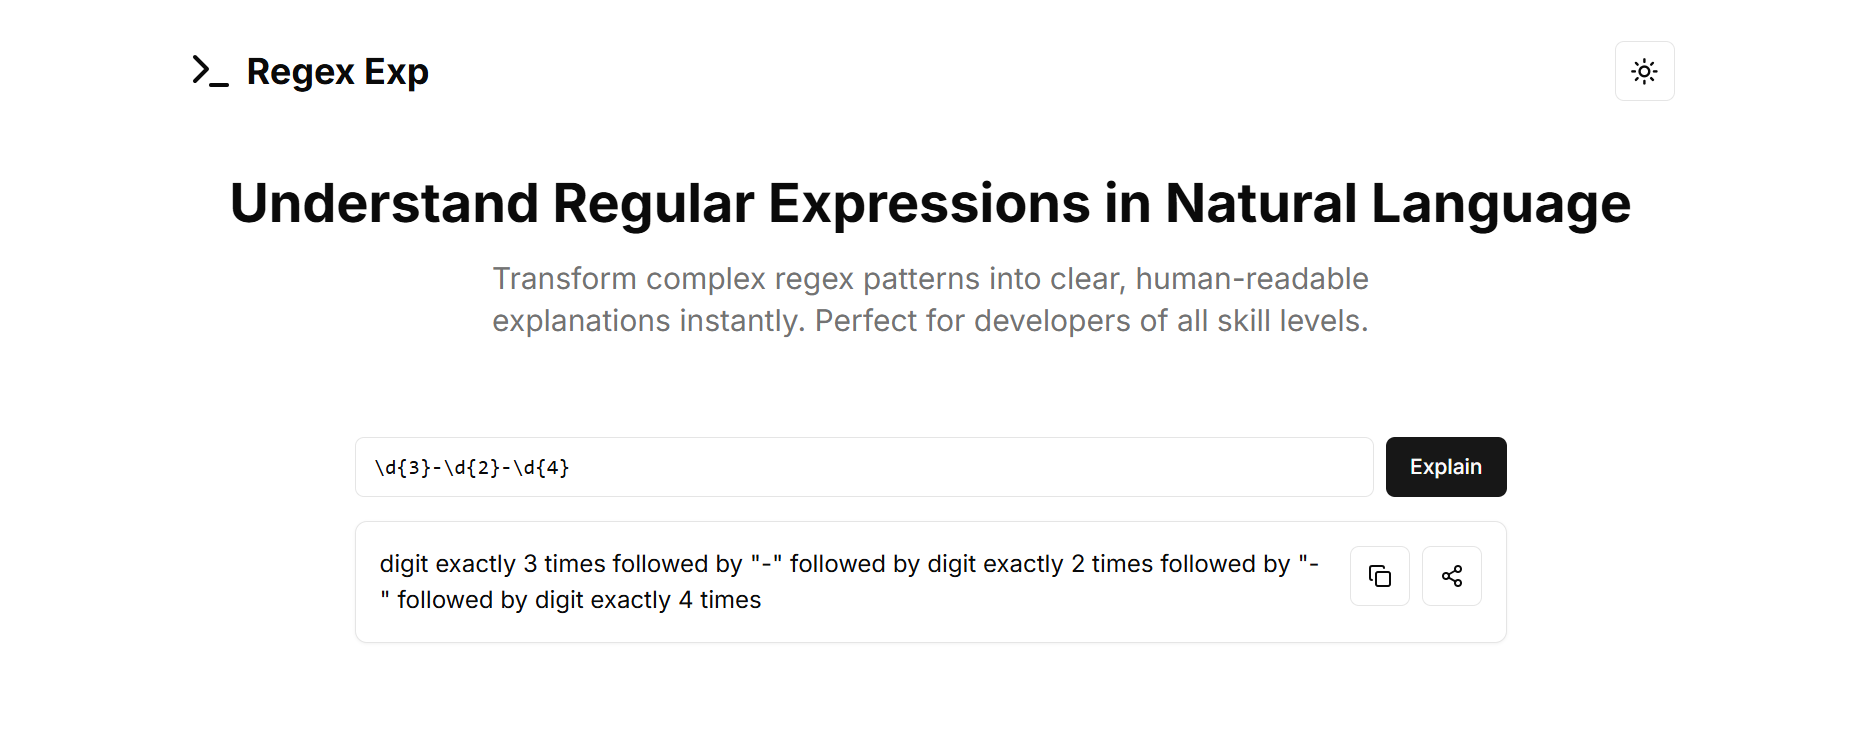 Regex Exp
Understand Regular Expressions in Natural Language
Transform complex regex patterns into clear, human-readable
explanations instantly. Perfect for developers of all skill levels.
\d{3}-\d{2}-\d{4}
Explain
digit exactly 3 times followed by "-" followed by digit exactly 2 times followed by "-
" followed by digit exactly 4 times